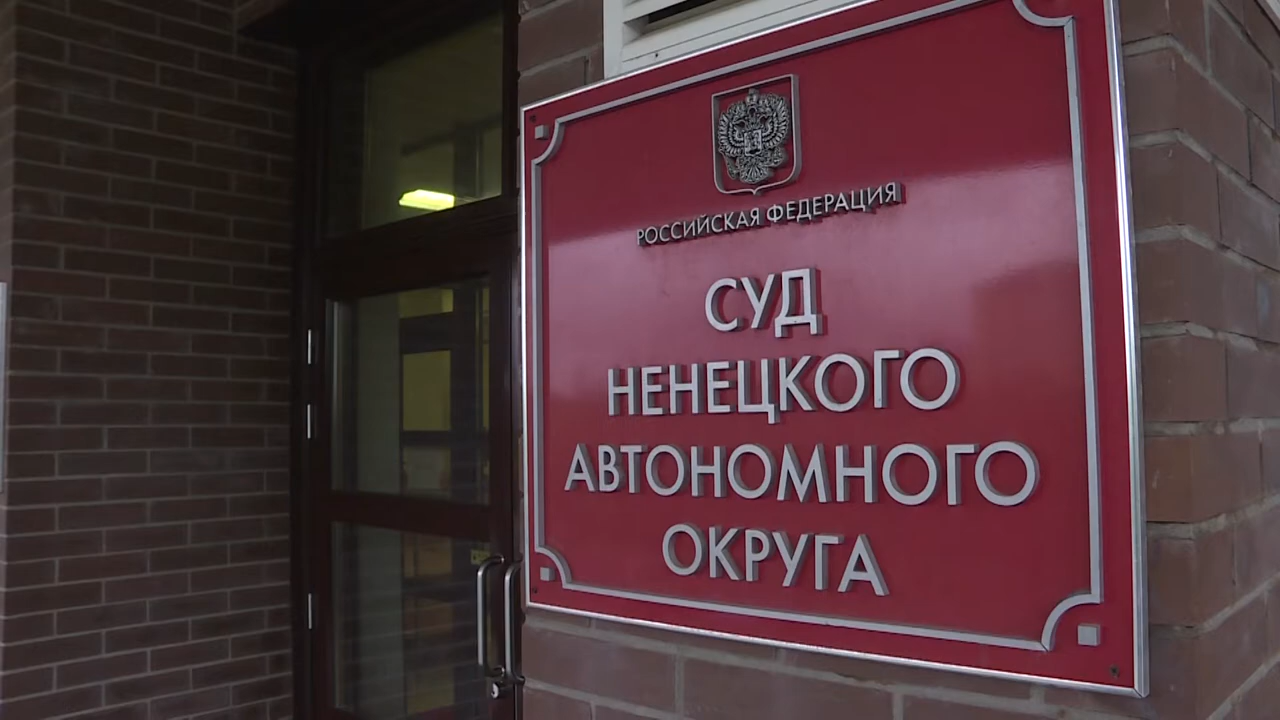 РОССИЙСКАЯ ФЕДЕРАЦИЯ
СУД
НЕНЕЦКОГО
АВТОНОМНОГО
ОКРУГА